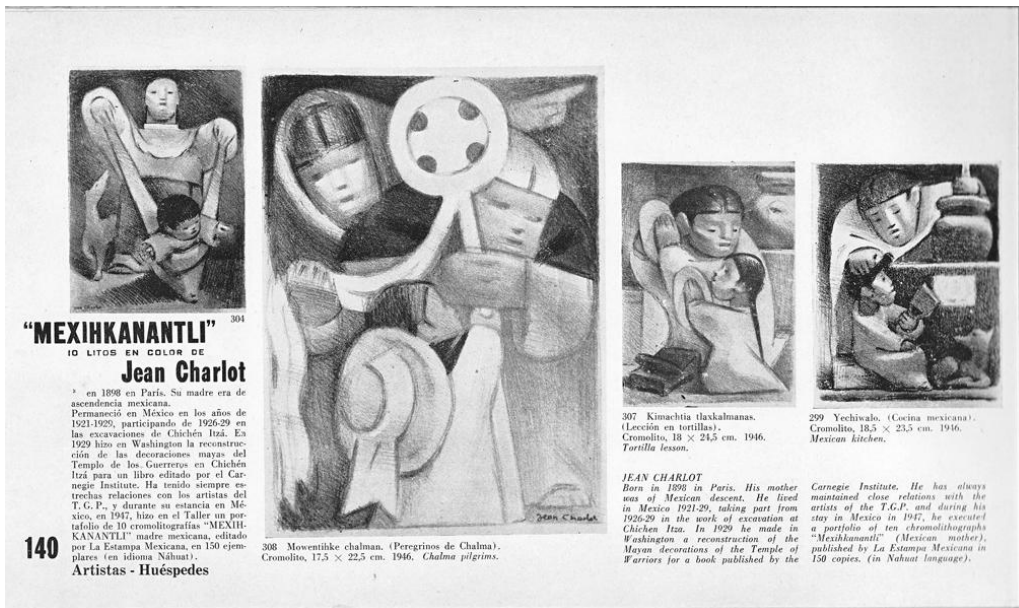 304
"MEXIHKANANTLI"
10 LITOS EN COLOR DE
Jean Charlot
en 1898 en París. Su madre era de
ascendencia mexicana.
Permaneció en México en los años de
1921-1929, participando de 1926-29 en
las excavaciones de Chichén Itzá. En
1929 hizo en Washington la reconstruc-
ción de las decoraciones mayas del
Templo de los Guerreros en Chichén
Itzá para un libro editado por el Car-
negie Institute. Ha tenido siempre es-
trechas relaciones con los artistas del
T. G. P., y durante su estancia en Mé-
xico, en 1947, hizo en el Taller un por-
tafolio de 10 cromolitografías "MEXIH-
KANANTLI" madre mexicana, editado
por La Estampa Mexicana, en 150 ejem-
plares (en idioma Náhuat).
140
Artistas - Huéspedes
Jean Charlot
308 Mowentihke chalman. (Peregrinos de Chalma).
Cromolito, 17,5 × 22,5 cm. 1946. Chalma pilgrims.
307 Kimachtia tlaxkalmanas.
(Lección en tortillas).
Cromolito, 18 × 24,5 cm. 1946.
Tortilla lesson.
299 Yechiwalo. (Cocina mexicana).
Cromolito, 18,5 × 23,5 cm. 1946.
Mexican kitchen.
JEAN CHARLOT
Born in 1898 in Paris. His mother
was of Mexican descent. He lived
in Mexico 1921-29, taking part from
1926-29 in the work of excavation at
Chichen Itza. In 1929 he made in
Washington a reconstruction of the
Mayan decorations of the Temple of
Warriors for a book published by the
Carnegie Institute. He has always
maintained close relations with the
artists of the T.G.P. and during his
stay in Mexico in 1947, he executed
a portfolio of ten chromolithographs
"Mexihkanantli" (Mexican mother),
published by La Estampa Mexicana in
150 copies. (in Nahuat language).